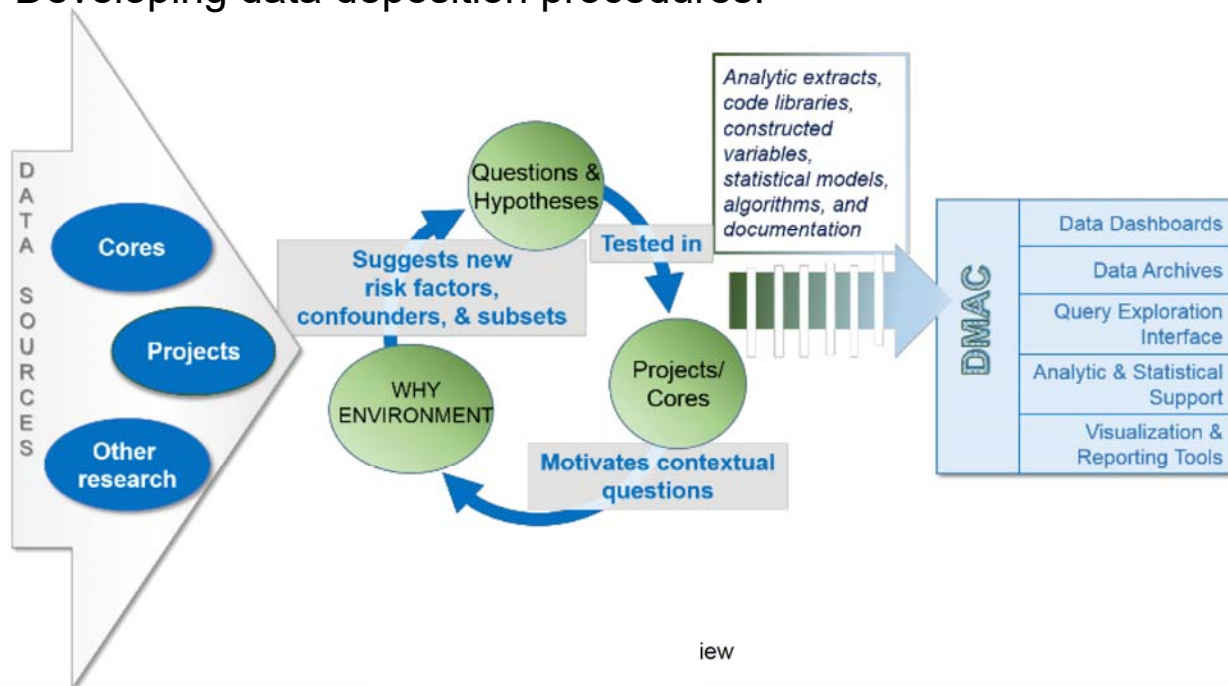 Developing data deposition procedures.
DATA SOURCES
Cores
Projects
Other
research
Questions &
Hypotheses
Suggests new
risk factors,
confounders, & subsets
Tested in
WHY
ENVIRONMENT
Projects/
Cores
Motivates contextual
questions
Analytic extracts,
code libraries,
constructed
variables,
statistical models,
algorithms, and
documentation
DMAC
Data Dashboards
Data Archives
Query Exploration
Interface
Analytic & Statistical
Support
Visualization &
Reporting Tools
iew